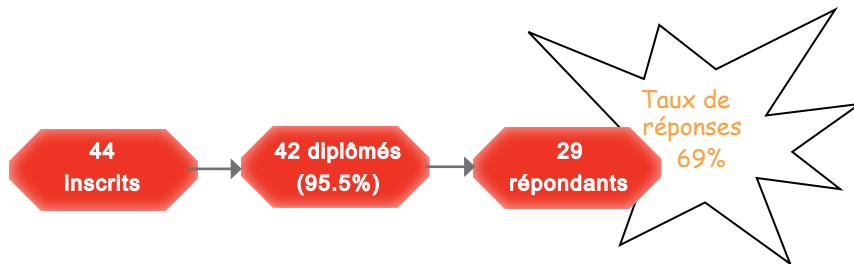 44
inscrits
42 diplômés
(95.5%)
29
répondants
Taux de
réponses
69%